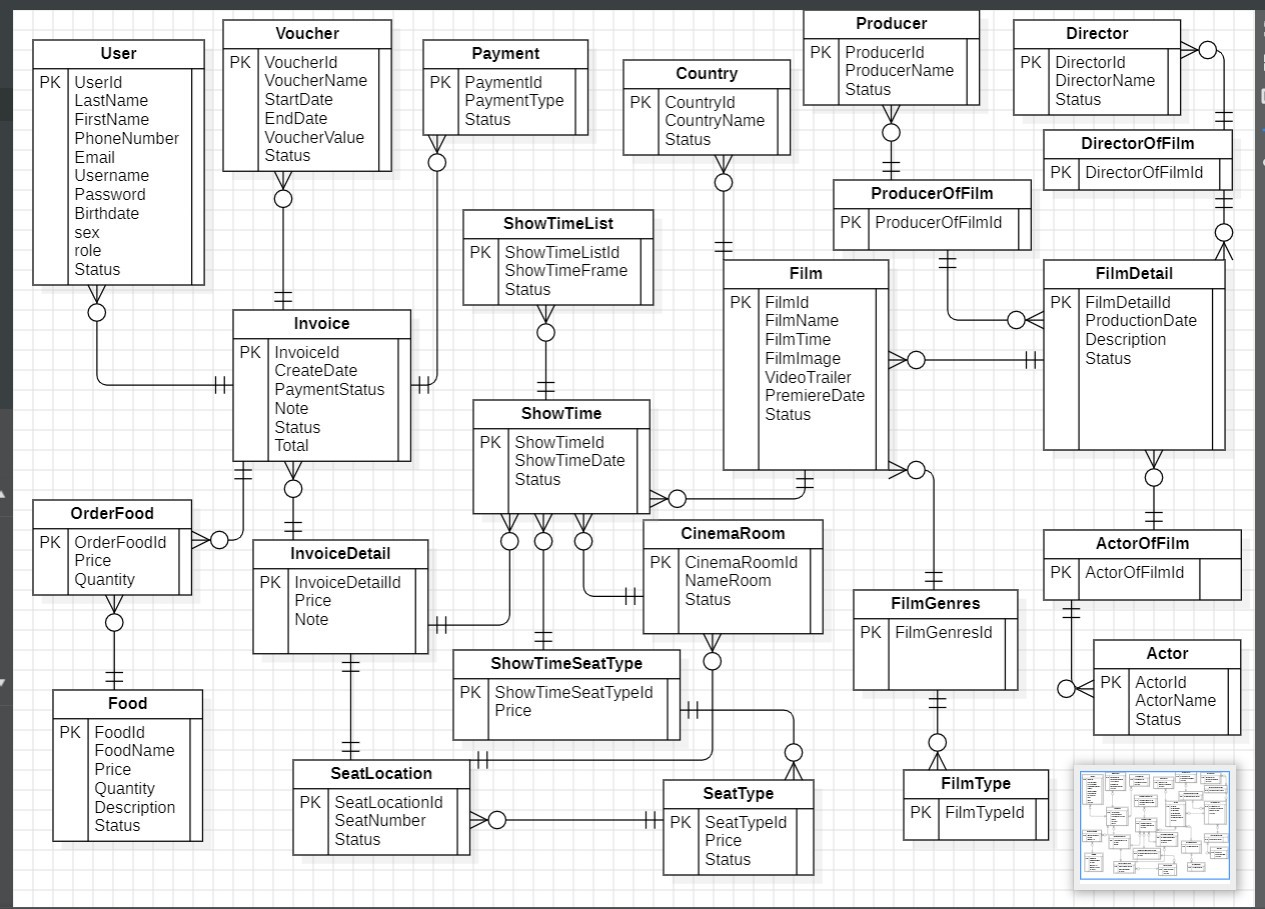 User
PK
UserId
LastName
FirstName
PhoneNumber
Email
Username
Password
Birthdate
sex
role
Status
Voucher
PK
VoucherId
VoucherName
StartDate
EndDate
VoucherValue
Status
Payment
PK
PaymentId
PaymentType
Status
Country
PK
CountryId
CountryName
Status
Producer
PK
ProducerId
ProducerName
Status
Director
PK
DirectorId
DirectorName
Status
DirectorOfFilm
PK
DirectorOfFilmId
ProducerOfFilm
PK
ProducerOfFilmId
ShowTimeList
PK
ShowTimeListId
ShowTimeFrame
Status
Film
PK
FilmId
FilmName
FilmTime
FilmImage
VideoTrailer
PremiereDate
Status
FilmDetail
PK
FilmDetailId
ProductionDate
Description
Status
Invoice
PK
InvoiceId
CreateDate
PaymentStatus
Note
Status
Total
ShowTime
PK
ShowTimeId
ShowTimeDate
Status
OrderFood
PK
OrderFoodId
Price
Quantity
InvoiceDetail
PK
InvoiceDetailId
Price
Note
CinemaRoom
PK
CinemaRoomId
NameRoom
Status
ActorOfFilm
PK
ActorOfFilmId
FilmGenres
PK
FilmGenresId
Actor
PK
ActorId
ActorName
Status
ShowTimeSeatType
PK
ShowTimeSeatTypeId
Price
Food
PK
FoodId
FoodName
Price
Quantity
Description
Status
SeatLocation
PK
SeatLocationId
SeatNumber
Status
SeatType
PK
SeatTypeId
Price
Status
FilmType
PK
FilmTypeId